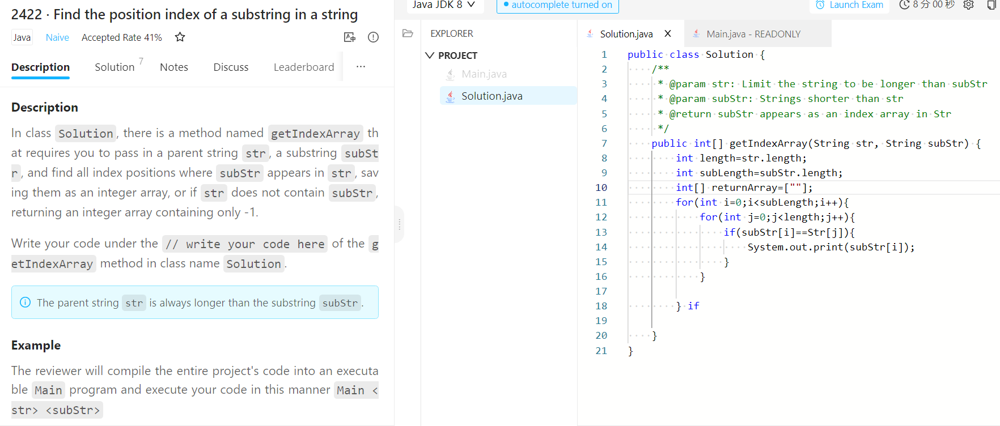 2422 · Find the position index of a substring in a string
Java Naive Accepted Rate 41%
Description Solution 7 Notes Discuss Leaderboard ...
Description
In class Solution, there is a method named getIndexArray th
at requires you to pass in a parent string str, a substring subSt
r, and find all index positions where subStr appears in str, sav
ing them as an integer array, or if str does not contain subStr,
returning an integer array containing only -1.
Write your code under the // write your code here of the g
etIndexArray method in class name Solution.
The parent string str is always longer than the substring subStr.
Example
The reviewer will compile the entire project's code into an executa
ble Main program and execute your code in this manner Main <
str> <subStr>
Java JDK 8
autocomplete turned on
Launch Exam
8 分 00 秒
EXPLORER
PROJECT
Main.java
Solution.java
Solution.java X
Main.java - READONLY
1 public class Solution {
2 /**
3 * @param str: Limit the string to be longer than subStr
4 * @param subStr: Strings shorter than str
5 * @return subStr appears as an index array in Str
6 */
7 public int[] getIndexArray(String str, String subStr) {
8 int length=str.length;
9 int subLength=subStr.length;
10 int[] returnArray=[""];
11 for(int i=0;i<subLength;i++){
12 for(int j=0;j<length;j++){
13 if(subStr[i]==Str[j]){
14 System.out.print(subStr[i]);
15 }
16 }
17
18 } if
19
20 }
21 }